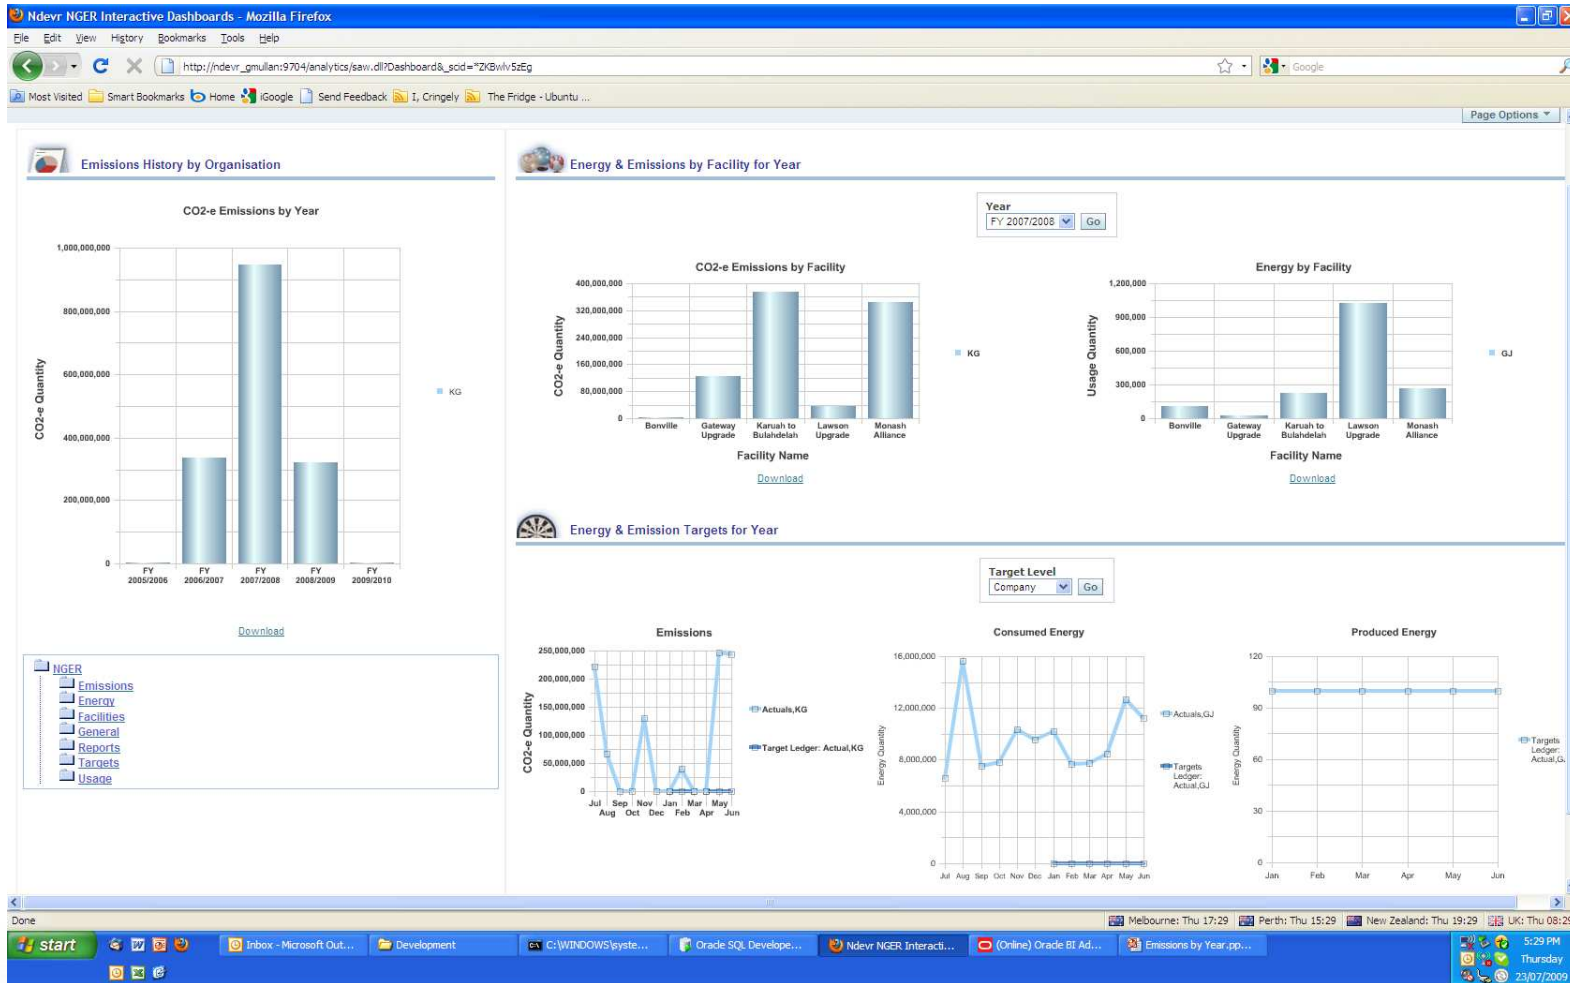 Ndevr NGER Interactive Dashboards - Mozilla Firefox
File Edit View History Bookmarks Tools Help
http://ndevr_gmullan:9704/analytics/saw.dll?Dashboard&_scid=*ZKBwlv5zEg
Google
Most Visited Smart Bookmarks Home iGoogle Send Feedback I, Cringely The Fridge - Ubuntu ...
Page Options
Emissions History by Organisation
CO2-e Emissions by Year
1,000,000,000
800,000,000
600,000,000
400,000,000
200,000,000
0
CO2-e Quantity
KG
FY 2005/2006
FY 2006/2007
FY 2007/2008
FY 2008/2009
FY 2009/2010
Download
NGER
Emissions
Energy
Facilities
General
Reports
Targets
Usage
Energy & Emissions by Facility for Year
Year
FY 2007/2008 Go
CO2-e Emissions by Facility
400,000,000
320,000,000
240,000,000
160,000,000
80,000,000
0
CO2-e Quantity
KG
Bonville
Gateway Upgrade
Karuah to Bulahdelah
Lawson Upgrade
Monash Alliance
Facility Name
Download
Energy by Facility
1,200,000
900,000
600,000
300,000
0
Usage Quantity
GJ
Bonville
Gateway Upgrade
Karuah to Bulahdelah
Lawson Upgrade
Monash Alliance
Facility Name
Download
Energy & Emission Targets for Year
Target Level
Company Go
Emissions
250,000,000
200,000,000
150,000,000
100,000,000
50,000,000
0
CO2-e Quantity
Actuals,KG
Target Ledger: Actual,KG
Jul Sep Nov Jan Mar May
Aug Oct Dec Feb Apr Jun
Consumed Energy
16,000,000
12,000,000
8,000,000
4,000,000
0
Energy Quantity
Actuals,GJ
Targets
Ledger:
Actual,GJ
Jul Aug Sep Oct Nov Dec Jan Feb Mar Apr May Jun
Produced Energy
120
90
60
30
0
Energy Quantity
Targets
Ledger:
Actual,G
Jan Feb Mar Apr May Jun
Done
Melbourne: Thu 17:29 Perth: Thu 15:29 New Zealand: Thu 19:29 UK: Thu 08:29
start
Inbox - Microsoft Out...
Development
C:\WINDOWS\syste...
Oracle SQL Develope...
Ndevr NGER Interacti...
(Online) Oracle BI Ad...
Emissions by Year.pp...
5:29 PM
Thursday
23/07/2009